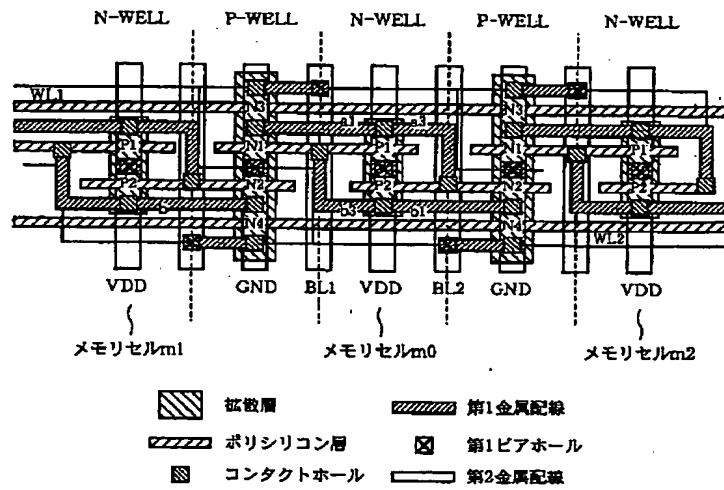 N-WELL P-WELL N-WELL P-WELL N-WELL
WL1
N3 N3
a1 a3
P1 N1 P1 N1 P1
P2 N2 P2 N2 P2
b3 b1
N4 N4
WL2
VDD GND BL1 VDD BL2 GND VDD
メモリセルm1 メモリセルm0 メモリセルm2
拡散層 第1金属配線
ポリシリコン層 第1ビアホール
コンタクトホール 第2金属配線